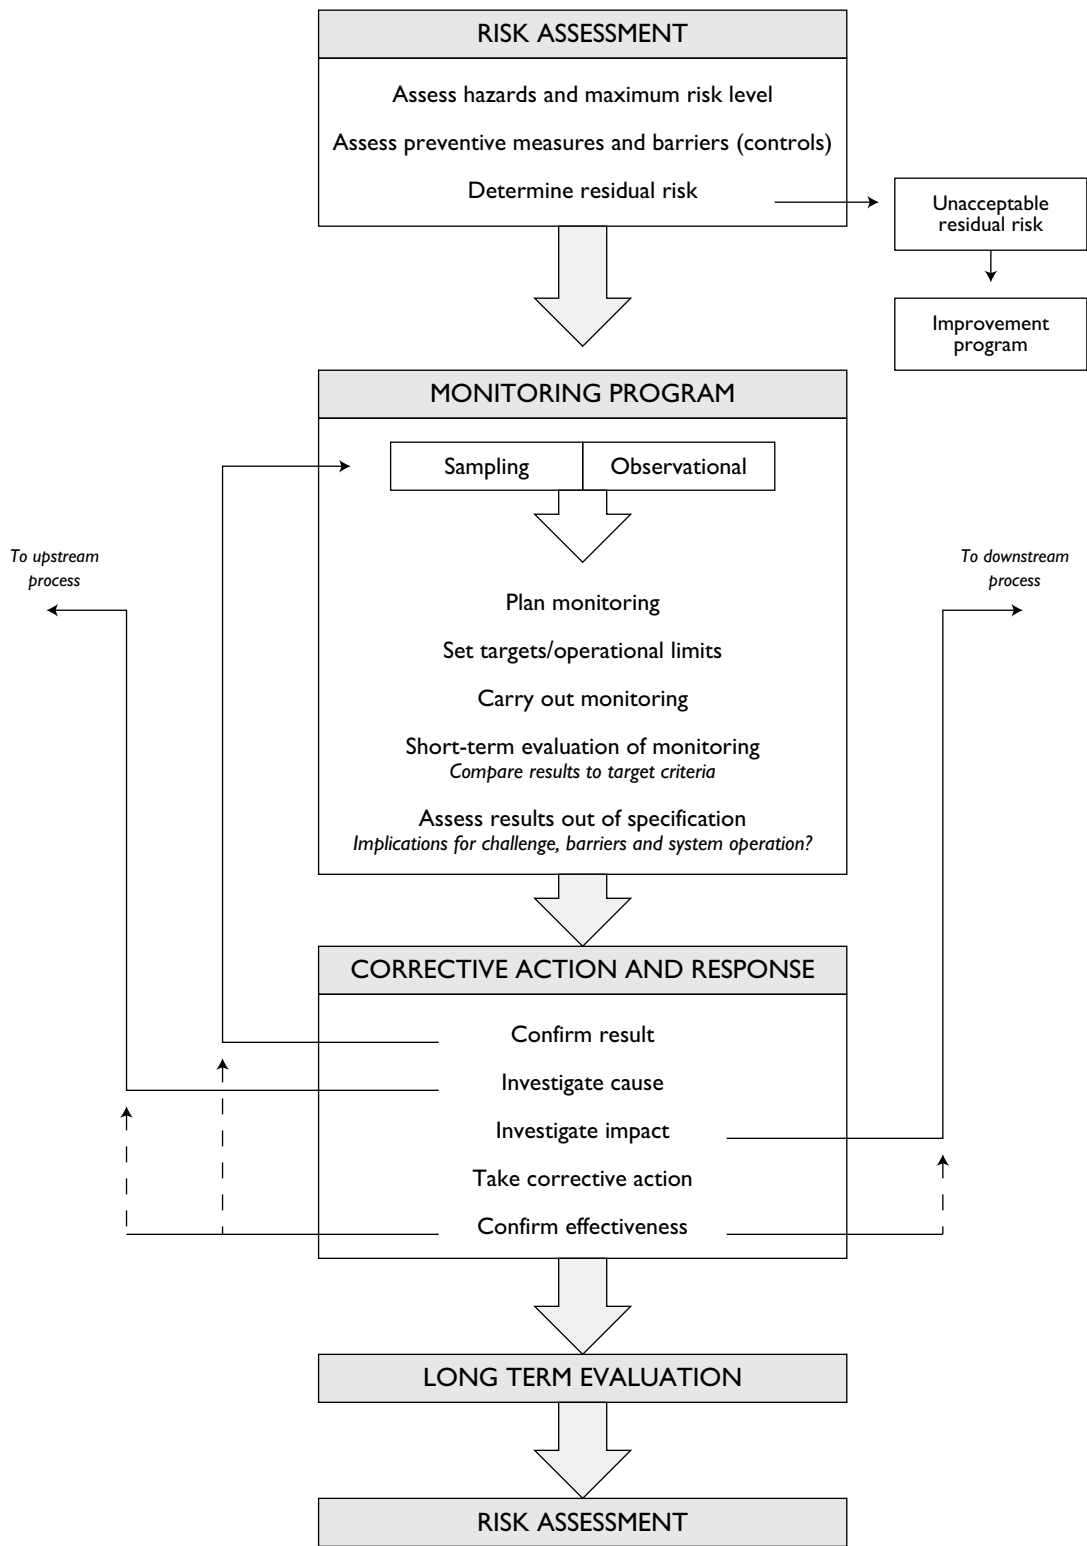 RISK ASSESSMENT
Assess hazards and maximum risk level
Assess preventive measures and barriers (controls)
Determine residual risk
Unacceptable
residual risk
Improvement
program
MONITORING PROGRAM
Sampling
Observational
To upstream
process
To downstream
process
Plan monitoring
Set targets/operational limits
Carry out monitoring
Short-term evaluation of monitoring
Compare results to target criteria
Assess results out of specification
Implications for challenge, barriers and system operation?
CORRECTIVE ACTION AND RESPONSE
Confirm result
Investigate cause
Investigate impact
Take corrective action
Confirm effectiveness
LONG TERM EVALUATION
RISK ASSESSMENT